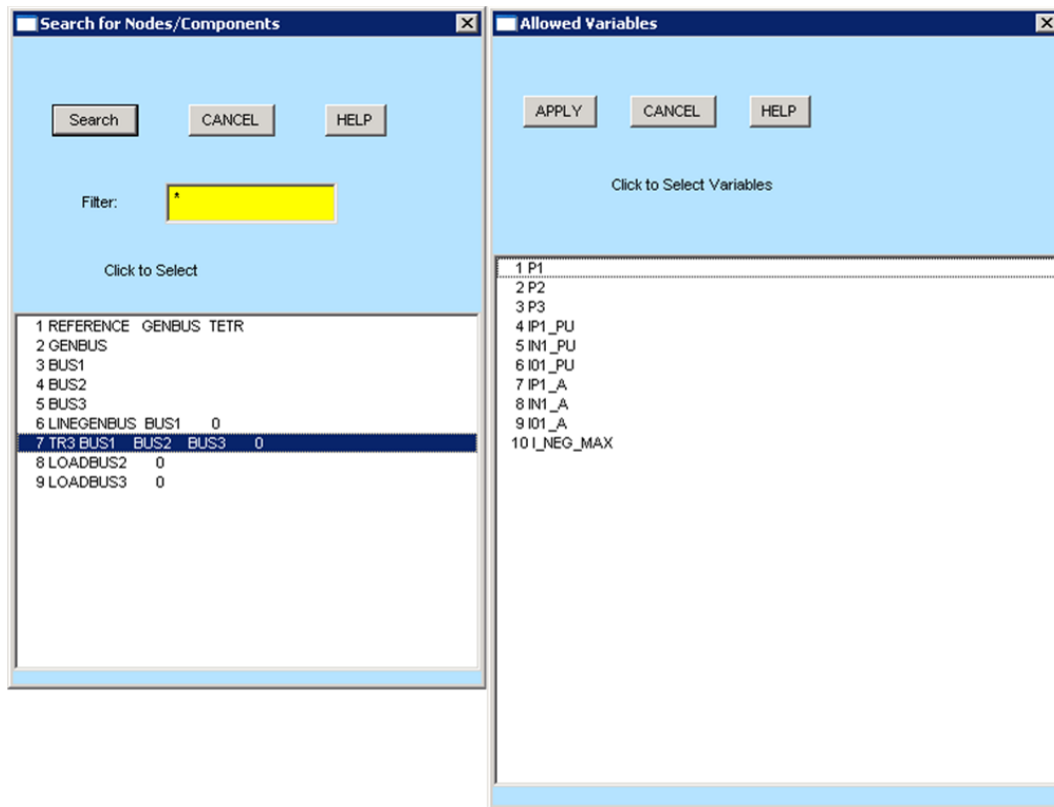 Search for Nodes/Components
Search CANCEL HELP
Filter: *
Click to Select
1 REFERENCE GENBUS TETR
2 GENBUS
3 BUS1
4 BUS2
5 BUS3
6 LINEGENBUS BUS1 0
7 TR3 BUS1 BUS2 BUS3 0
8 LOADBUS2 0
9 LOADBUS3 0
Allowed Variables
APPLY CANCEL HELP
Click to Select Variables
1 P1
2 P2
3 P3
4 IP1_PU
5 IN1_PU
6 I01_PU
7 IP1_A
8 IN1_A
9 I01_A
10 I_NEG_MAX